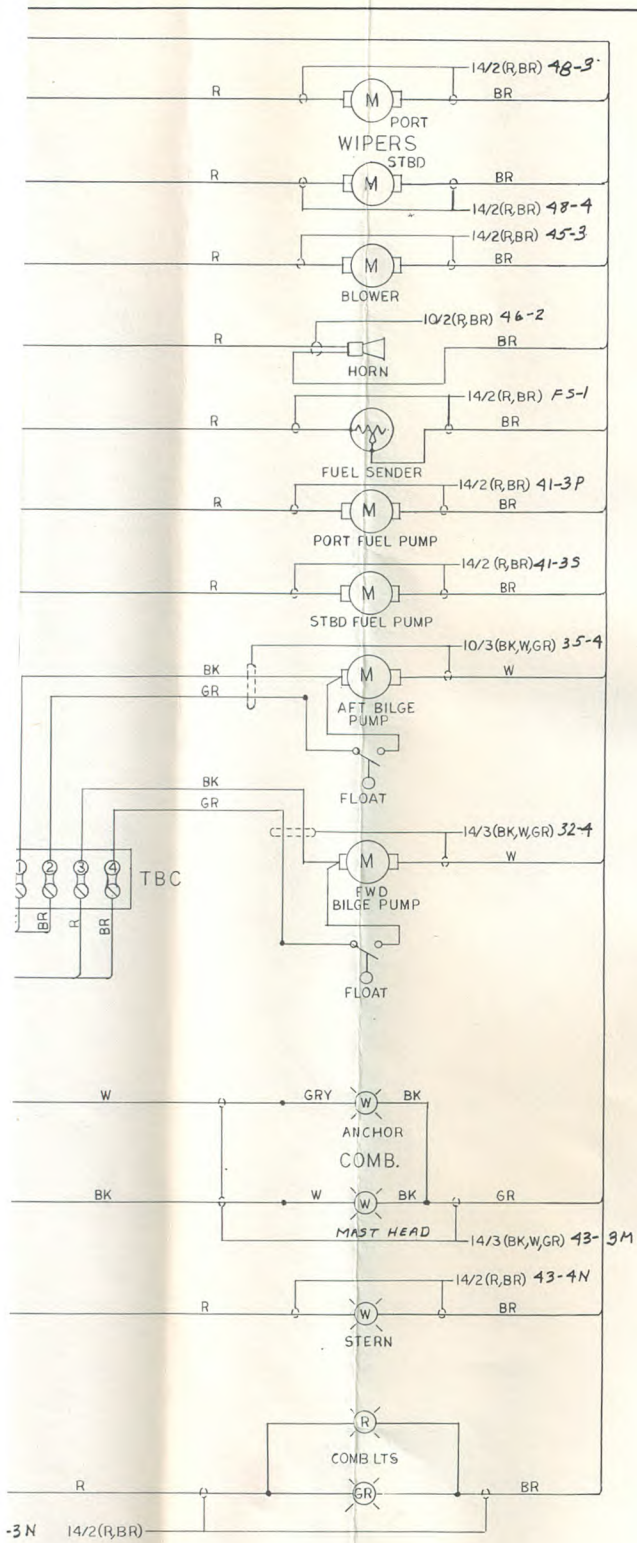 14/2(R,BR) 48-3
R M BR
PORT
WIPERS
STBD
R M BR
14/2(R,BR) 48-4
14/2(R,BR) 45-3
R M BR
BLOWER
10/2(R,BR) 46-2
R BR
HORN
14/2(R,BR) FS-1
R BR
FUEL SENDER
14/2(R,BR) 41-3P
R M BR
PORT FUEL PUMP
14/2(R,BR) 41-3S
R M BR
STBD FUEL PUMP
10/3(BK,W,GR) 35-4
BK M W
GR
AFT BILGE
PUMP
FLOAT
BK
GR
14/3(BK,W,GR) 32-4
M W
1 2 3 4 TBC
FWD
BILGE PUMP
BR R BR
FLOAT
W GRY W BK
ANCHOR
COMB.
BK W W BK GR
MAST HEAD
14/3(BK,W,GR) 43-3M
14/2(R,BR) 43-4N
R W BR
STERN
R
COMB LTS
R GR BR
-3N 14/2(R,BR)